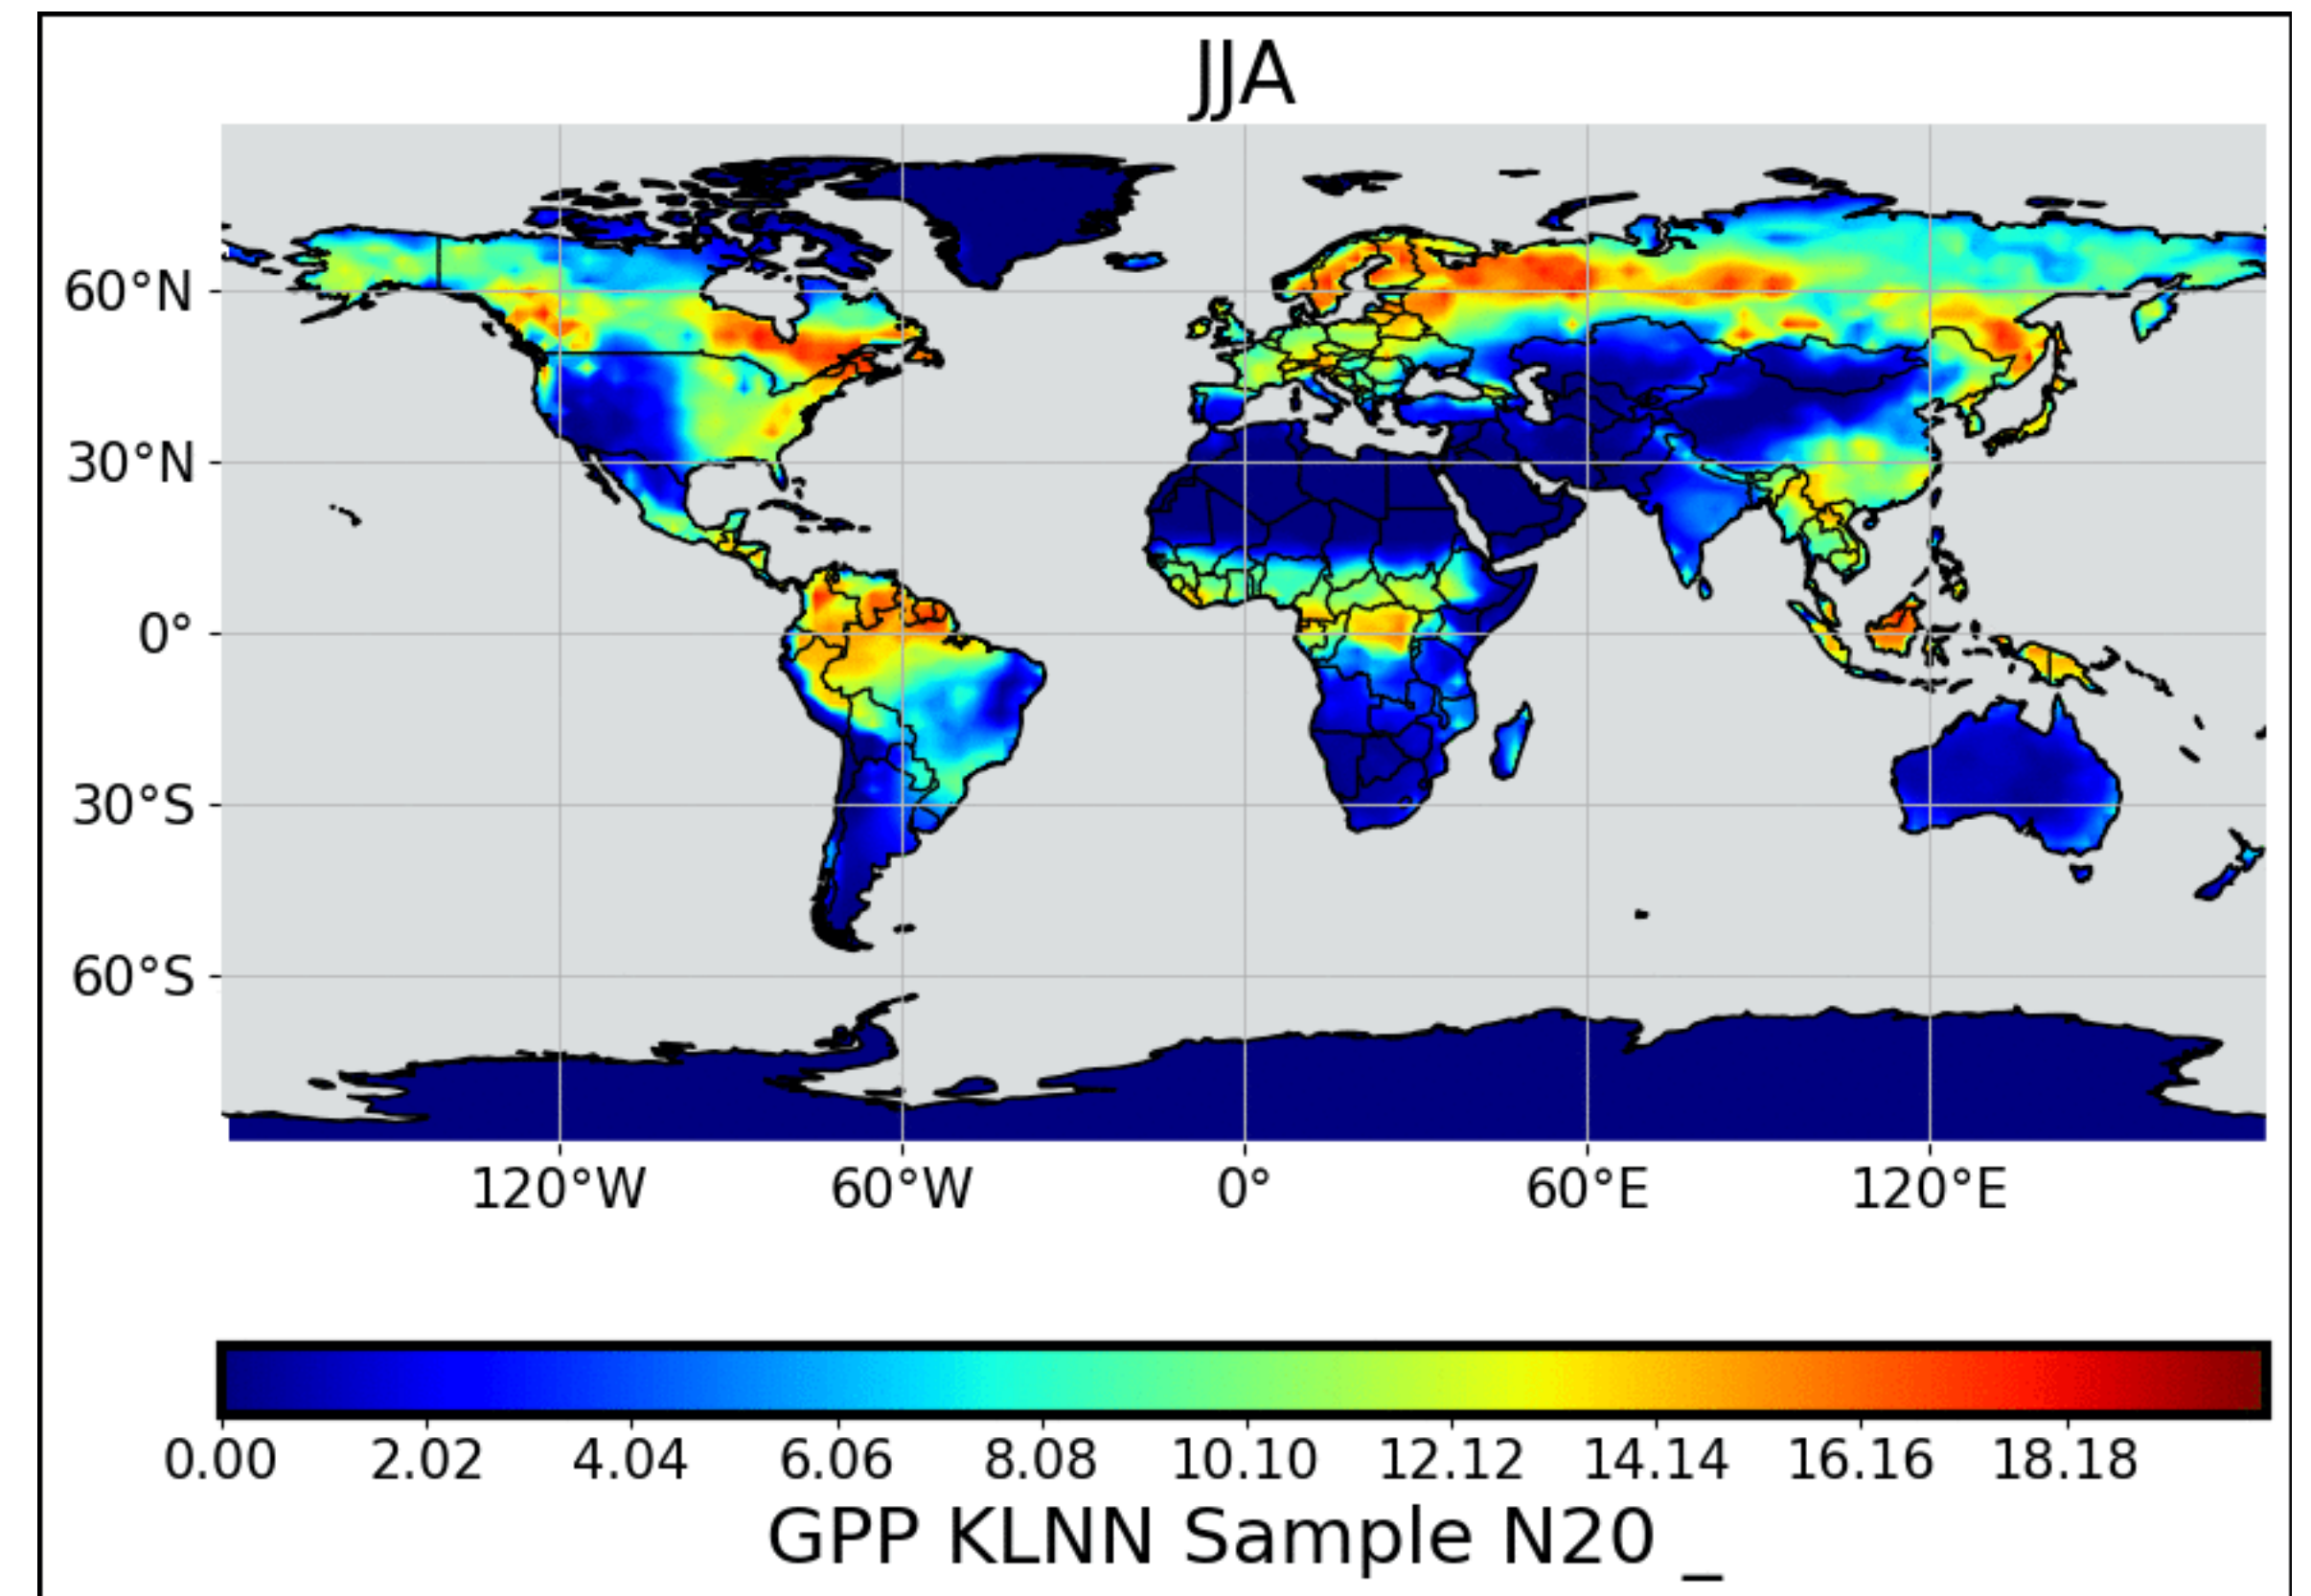 JJA
60°N
30°N
0°
30°S
60°S
120°W 60°W 0° 60°E 120°E
0.00 2.02 4.04 6.06 8.08 10.10 12.12 14.14 16.16 18.18
GPP KLNN Sample N20 _